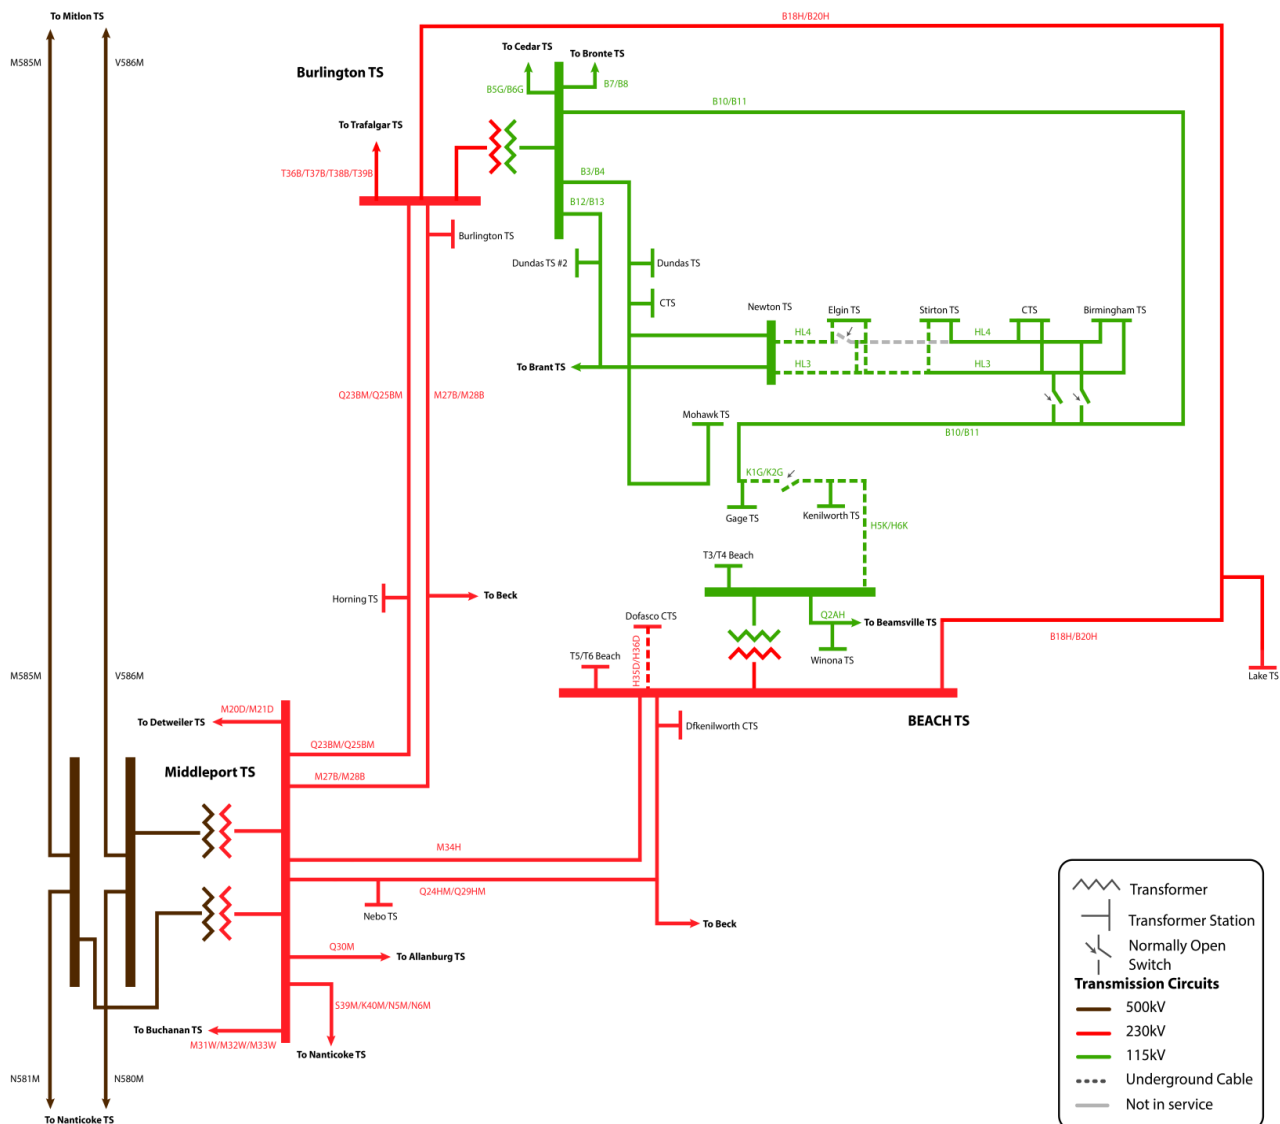 To Mitlon TS
B18H/B20H
To Cedar TS
To Bronte TS
M585M
V586M
Burlington TS
B5G/B6G
B7/B8
B10/B11
To Trafalgar TS
T36B/T37B/T38B/T39B
B3/B4
B12/B13
Burlington TS
Dundas TS #2
Dundas TS
CTS
Newton TS
Elgin TS
Stirton TS
CTS
Birmingham TS
HL4
HL4
To Brant TS
HL3
HL3
Q23BM/Q25BM
M27B/M28B
Mohawk TS
B10/B11
K1G/K2G
Gage TS
Kenilworth TS
H5K/H6K
T3/T4 Beach
Horning TS
To Beck
Dofasco CTS
Q2AH
To Beamsville TS
B18H/B20H
T5/T6 Beach
H35D/H36D
Winona TS
Lake TS
M585M
V586M
M20D/M21D
To Detweiler TS
Dfkenilworth CTS
BEACH TS
Q23BM/Q25BM
Middleport TS
M27B/M28B
M34H
Q24HM/Q29HM
Nebo TS
To Beck
Q30M
To Allanburg TS
S39M/K40M/N5M/N6M
To Buchanan TS
M31W/M32W/M33W
To Nanticoke TS
N581M
N580M
To Nanticoke TS
Transformer
Transformer Station
Normally Open
Switch
Transmission Circuits
500kV
230kV
115kV
Underground Cable
Not in service